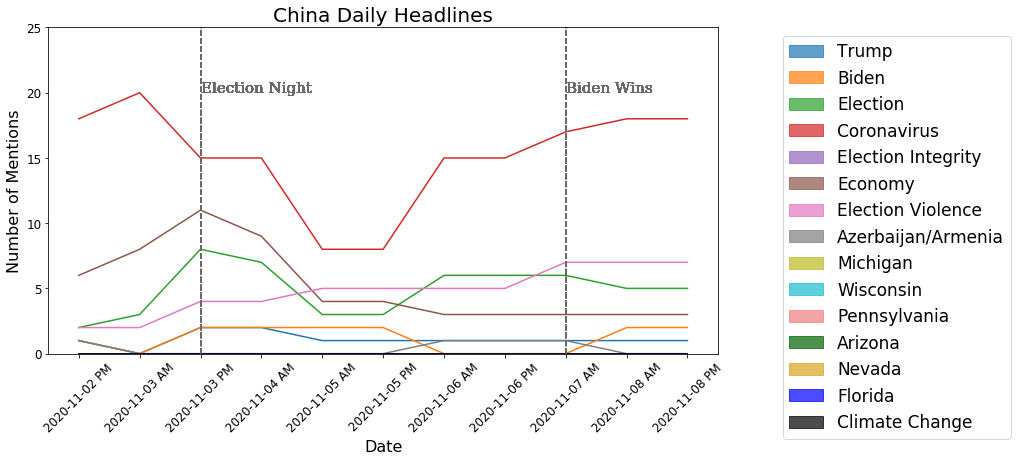 China Daily Headlines
25
20
15
10
5
0
Number of Mentions
Election Night
Biden Wins
2020-11-02 PM
2020-11-03 AM
2020-11-03 PM
2020-11-04 AM
2020-11-05 AM
2020-11-05 PM
2020-11-06 AM
2020-11-06 PM
2020-11-07 AM
2020-11-08 AM
2020-11-08 PM
Date
Trump
Biden
Election
Coronavirus
Election Integrity
Economy
Election Violence
Azerbaijan/Armenia
Michigan
Wisconsin
Pennsylvania
Arizona
Nevada
Florida
Climate Change